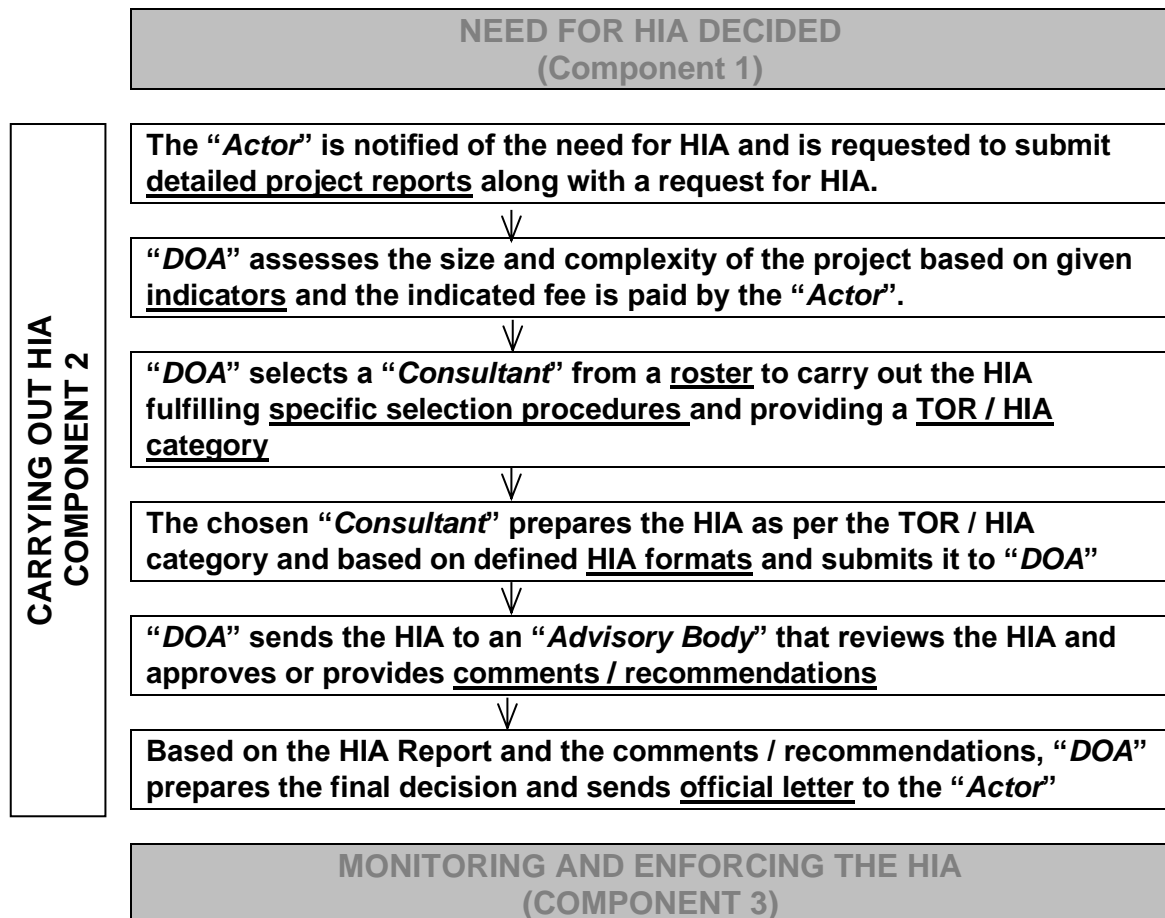 NEED FOR HIA DECIDED
(Component 1)
CARRYING OUT HIA
COMPONENT 2
The “Actor” is notified of the need for HIA and is requested to submit
detailed project reports along with a request for HIA.
“DOA” assesses the size and complexity of the project based on given
indicators and the indicated fee is paid by the “Actor”.
“DOA” selects a “Consultant” from a roster to carry out the HIA
fulfilling specific selection procedures and providing a TOR / HIA
category
The chosen “Consultant” prepares the HIA as per the TOR / HIA
category and based on defined HIA formats and submits it to “DOA”
“DOA” sends the HIA to an “Advisory Body” that reviews the HIA and
approves or provides comments / recommendations
Based on the HIA Report and the comments / recommendations, “DOA”
prepares the final decision and sends official letter to the “Actor”
MONITORING AND ENFORCING THE HIA
(COMPONENT 3)